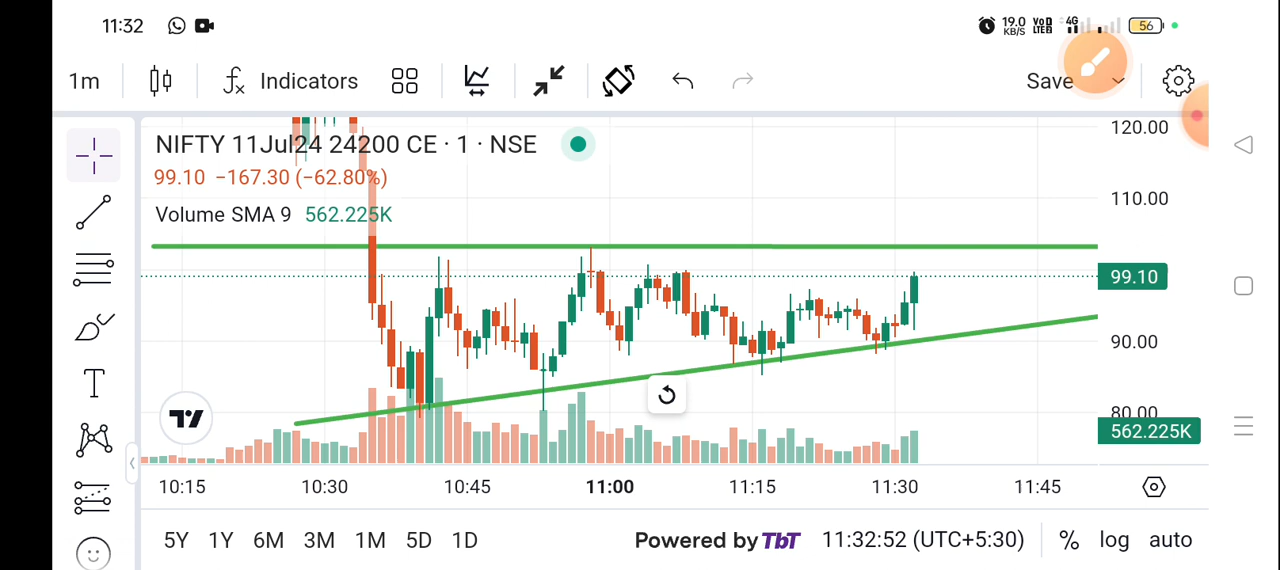 11:32 19.0 KB/S VoD LTE2 4G 56
1m Indicators Save
NIFTY 11Jul24 24200 CE · 1 · NSE
99.10 −167.30 (−62.80%)
Volume SMA 9 562.225K
120.00
110.00
99.10
90.00
80.00
562.225K
T
10:15 10:30 10:45 11:00 11:15 11:30 11:45
5Y 1Y 6M 3M 1M 5D 1D Powered by TbT 11:32:52 (UTC+5:30) % log auto